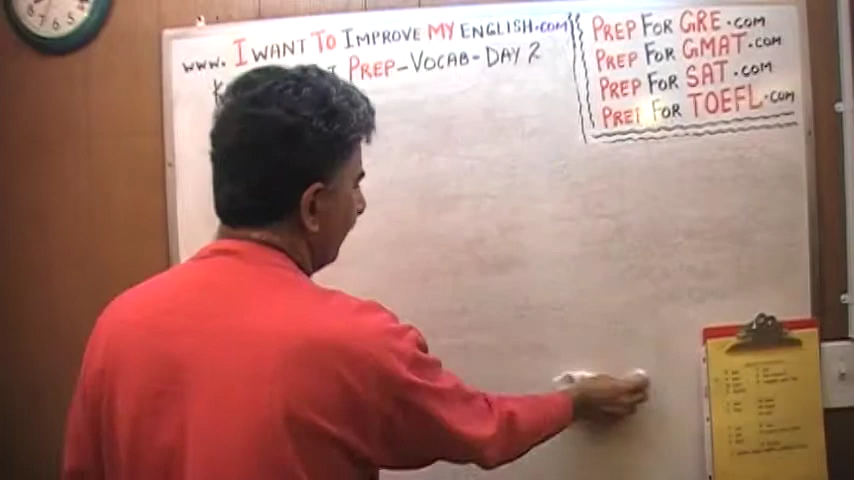 www. I WANT TO IMPROVE MY ENGLISH.COM
PREP-VOCAB-DAY 2
PREP FOR GRE.COM
PREP FOR GMAT.COM
PREP FOR SAT.COM
PREP FOR TOEFL.COM